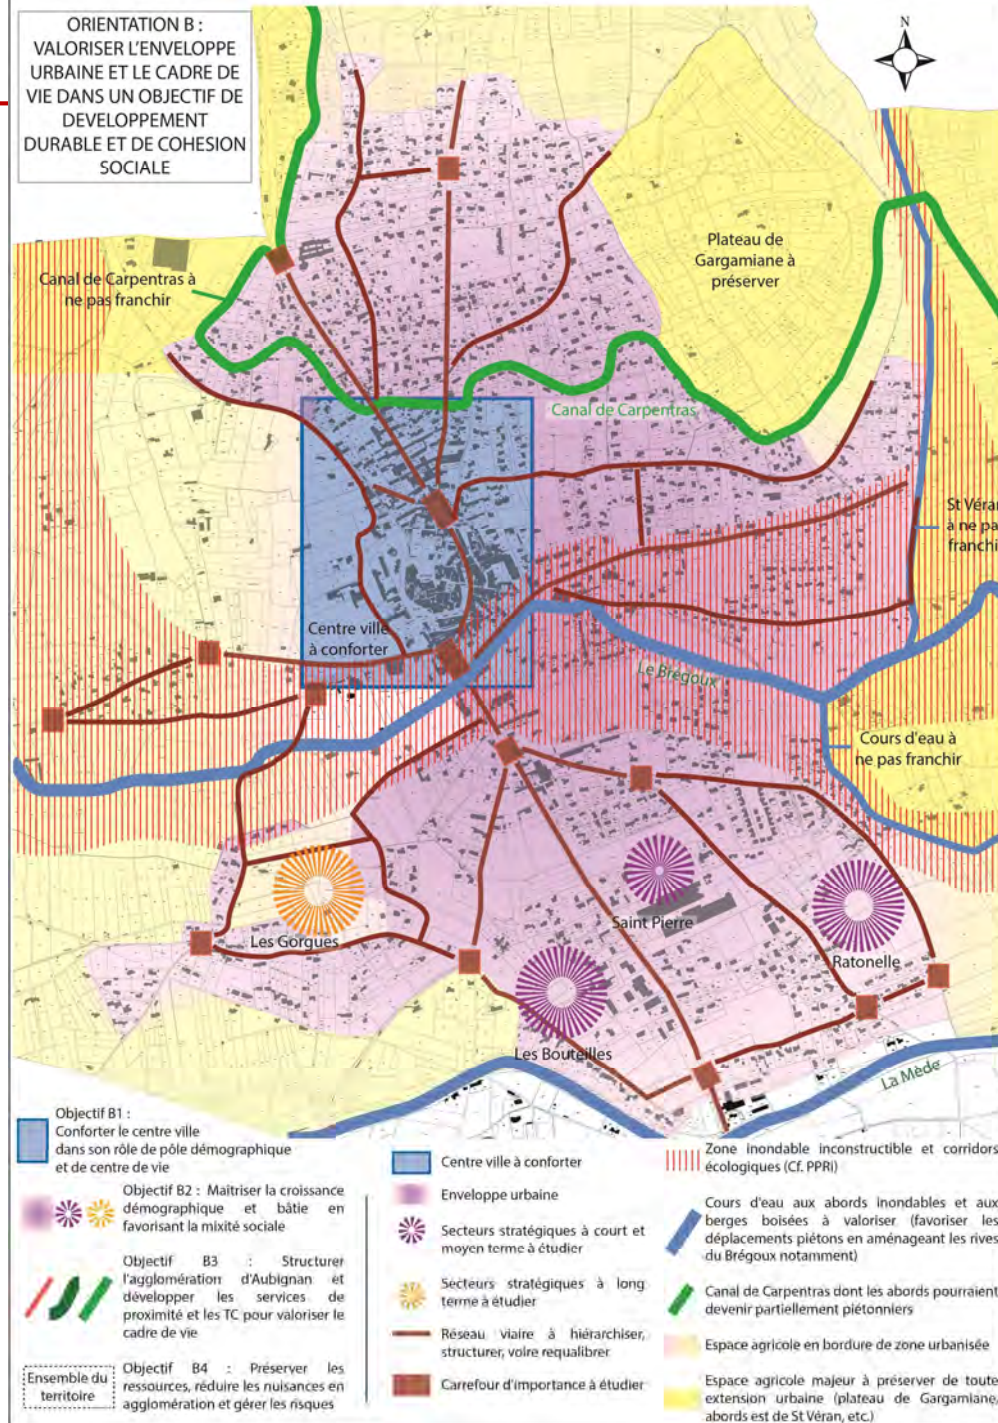 ORIENTATION B :
VALORISER L'ENVELOPPE
URBAINE ET LE CADRE DE
VIE DANS UN OBJECTIF DE
DEVELOPPEMENT
DURABLE ET DE COHESION
SOCIALE
N
Plateau de
Gargamiane à
préserver
Canal de Carpentras à
ne pas franchir
Canal de Carpentras
St Véran
à ne pas
franchi
Centre ville
à conforter
Le Brégoux
Cours d'eau à
ne pas franchir
Saint Pierre
Les Gorgues
Ratonelle
Les Bouteilles
La Mède
Objectif B1 :
Conforter le centre ville
dans son rôle de pôle démographique
et de centre de vie
Objectif B2 : Maîtriser la croissance
démographique et bâtie en
favorisant la mixité sociale
Objectif B3 : Structurer
l'agglomération d'Aubignan et
développer les services de
proximité et les TC pour valoriser le
cadre de vie
Ensemble du
territoire
Objectif B4 : Préserver les
ressources, réduire les nuisances en
agglomération et gérer les risques
Centre ville à conforter
Enveloppe urbaine
Secteurs stratégiques à court et
moyen terme à étudier
Secteurs stratégiques à long
terme à étudier
Réseau viaire à hiérarchiser,
structurer, voire requalibrer
Carrefour d'importance à étudier
Zone inondable inconstructible et corridors
écologiques (Cf. PPRi)
Cours d'eau aux abords inondables et aux
berges boisées à valoriser (favoriser les
déplacements piétons en aménageant les rives
du Brégoux notamment)
Canal de Carpentras dont les abords pourraient
devenir partiellement piétonniers
Espace agricole en bordure de zone urbanisée
Espace agricole majeur à préserver de toute
extension urbaine (plateau de Gargamiane,
abords est de St Véran, etc.)